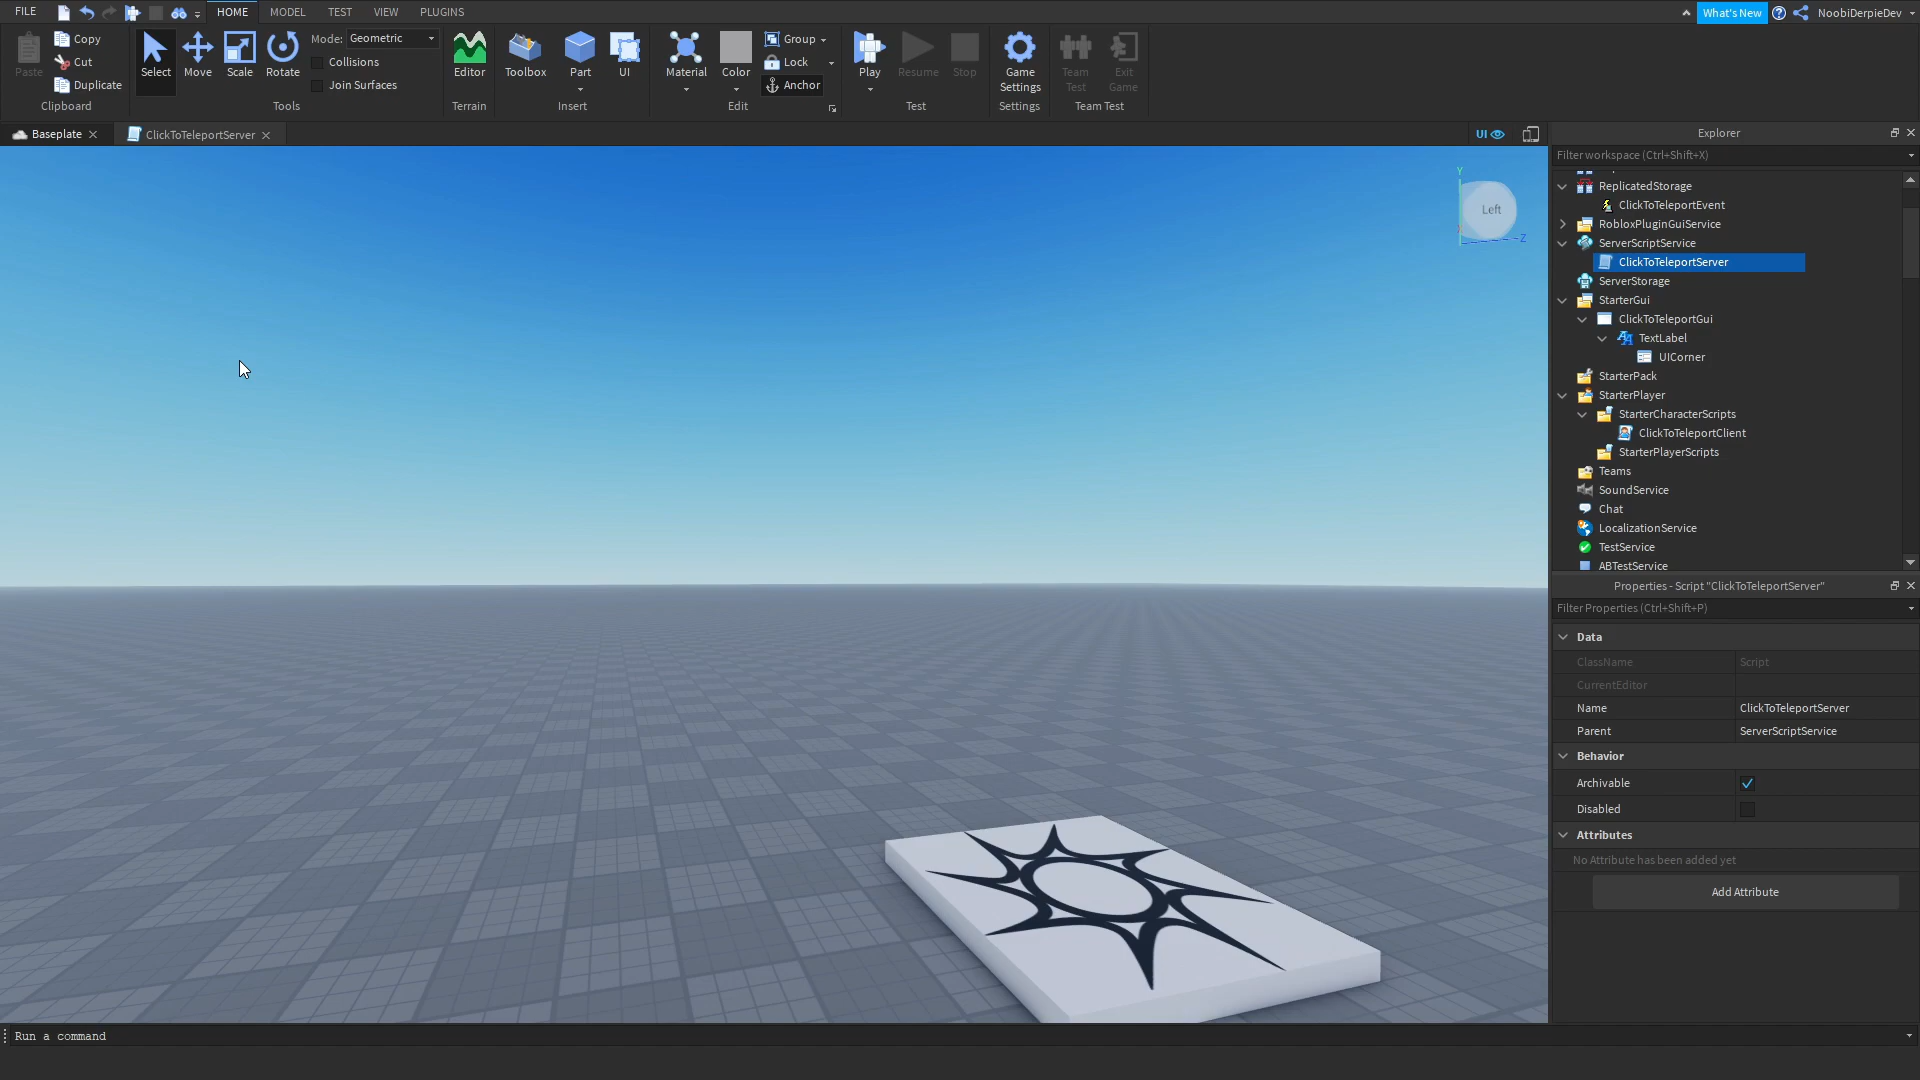 FILE
HOME
MODEL
TEST
VIEW
PLUGINS
What's New
NoobiDerpieDev
Paste
Copy
Cut
Duplicate
Clipboard
Select
Move
Scale
Rotate
Mode: Geometric
Collisions
Join Surfaces
Tools
Editor
Terrain
Toolbox
Part
UI
Insert
Material
Color
Group
Lock
Anchor
Edit
Play
Resume
Stop
Test
Game
Settings
Settings
Team
Test
Exit
Game
Team Test
Baseplate
ClickToTeleportServer
UI
Y
Left
Z
Explorer
Filter workspace (Ctrl+Shift+X)
ReplicatedStorage
ClickToTeleportEvent
RobloxPluginGuiService
ServerScriptService
ClickToTeleportServer
ServerStorage
StarterGui
ClickToTeleportGui
TextLabel
UICorner
StarterPack
StarterPlayer
StarterCharacterScripts
ClickToTeleportClient
StarterPlayerScripts
Teams
SoundService
Chat
LocalizationService
TestService
ABTestService
Properties - Script "ClickToTeleportServer"
Filter Properties (Ctrl+Shift+P)
Data
ClassName Script
CurrentEditor
Name ClickToTeleportServer
Parent ServerScriptService
Behavior
Archivable
Disabled
Attributes
No Attribute has been added yet
Add Attribute
Run a command